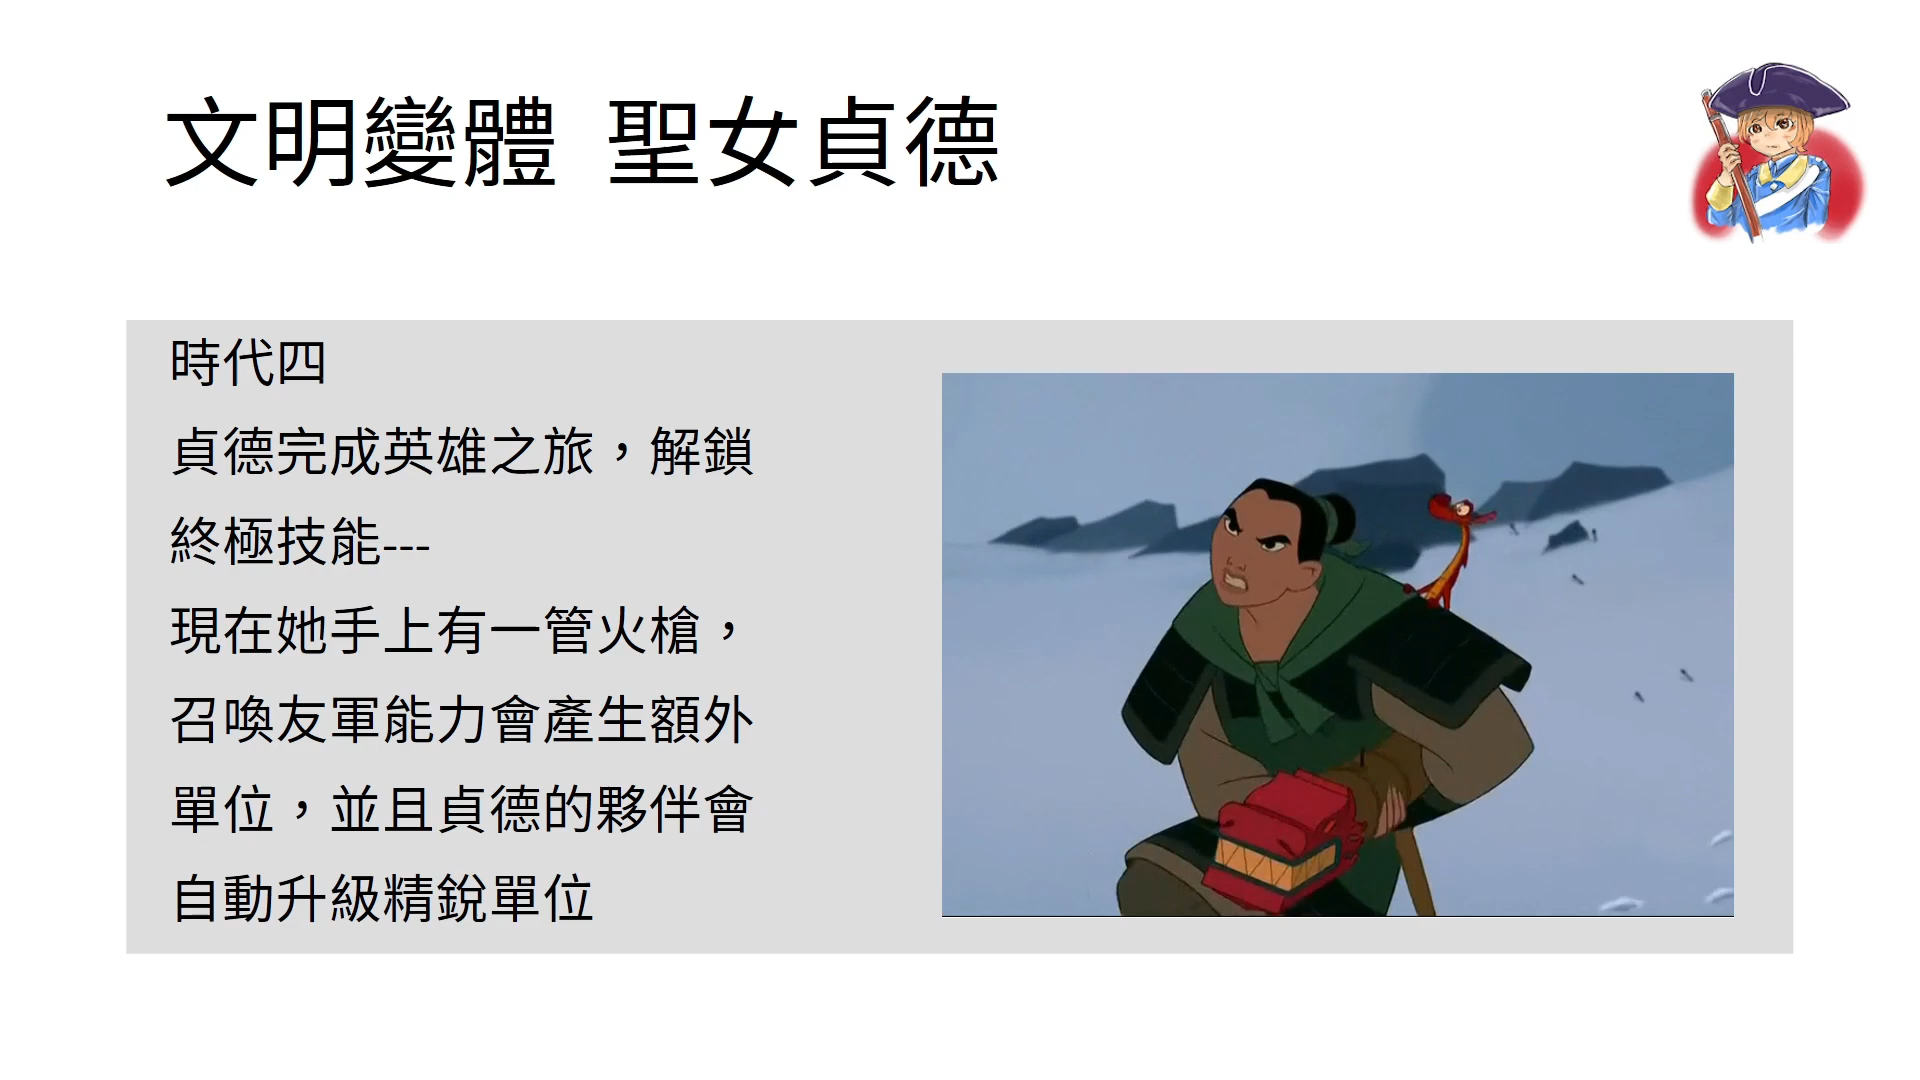 文明變體 聖女貞德
時代四
貞德完成英雄之旅，解鎖
終極技能---
現在她手上有一管火槍，
召喚友軍能力會產生額外
單位，並且貞德的夥伴會
自動升級精銳單位